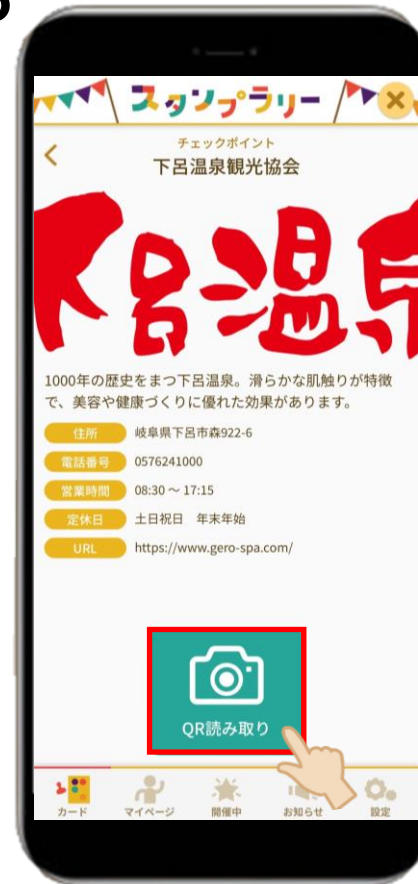 スタンプラリー
チェックポイント
下呂温泉観光協会
下呂温泉
1000年の歴史をまつ下呂温泉。滑らかな肌触りが特徴
で、美容や健康づくりに優れた効果があります。
住所 岐阜県下呂市森922-6
電話番号 0576241000
営業時間 08:30 ～ 17:15
定休日 土日祝日 年末年始
URL https://www.gero-spa.com/
QR読み取り
カード マイページ 開催中 お知らせ 設定